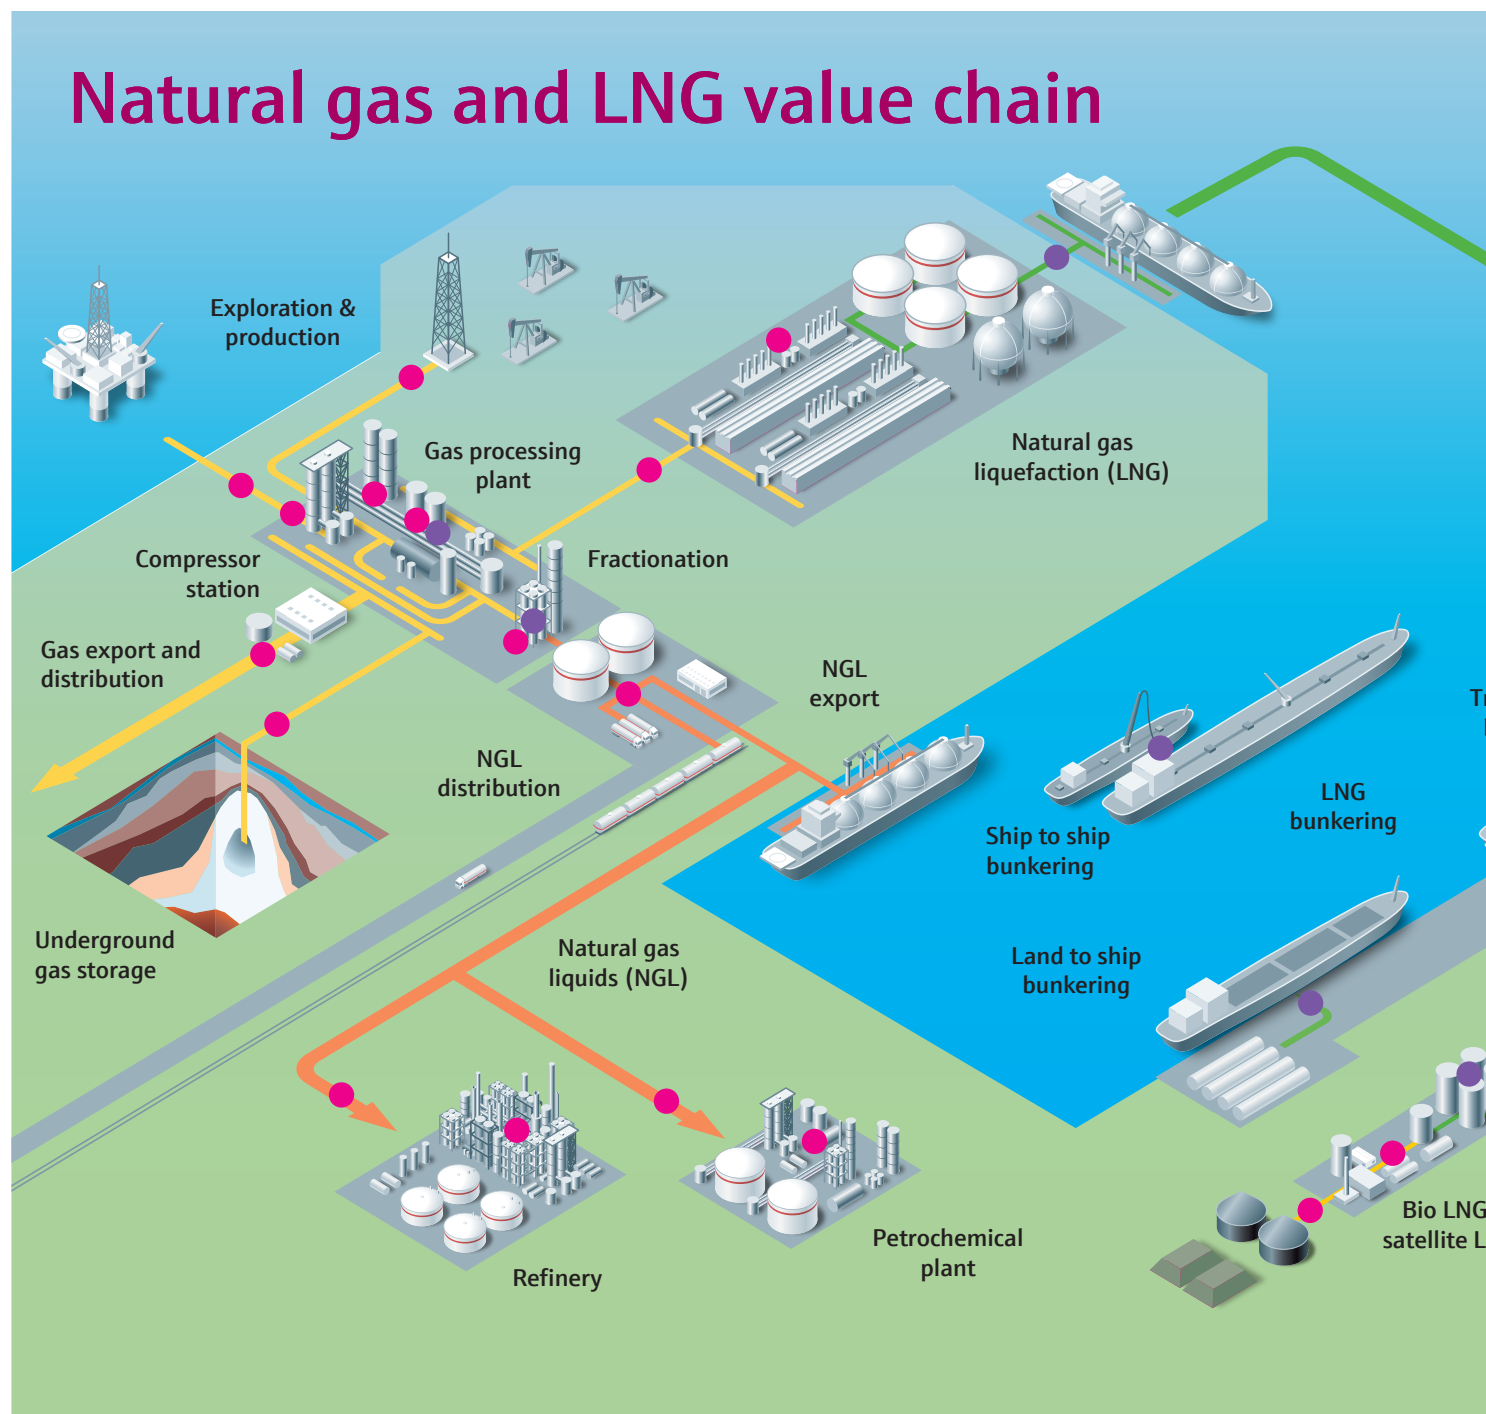 Natural gas and LNG value chain
Exploration &
production
Gas processing
plant
Natural gas
liquefaction (LNG)
Compressor
station
Fractionation
Gas export and
distribution
NGL
export
NGL
distribution
LNG
bunkering
Ship to ship
bunkering
Underground
gas storage
Natural gas
liquids (NGL)
Land to ship
bunkering
Bio LNG
satellite L
Petrochemical
plant
Refinery